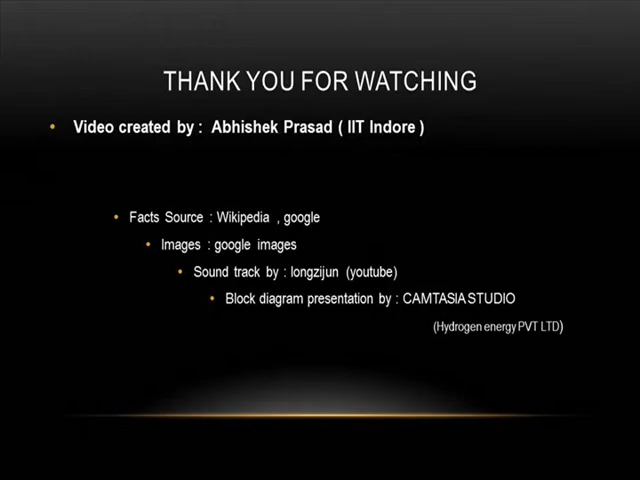 THANK YOU FOR WATCHING
• Video created by : Abhishek Prasad ( IIT Indore )
• Facts Source : Wikipedia , google
• Images : google images
• Sound track by : longzijun (youtube)
• Block diagram presentation by : CAMTASIA STUDIO
(Hydrogen energy PVT LTD)